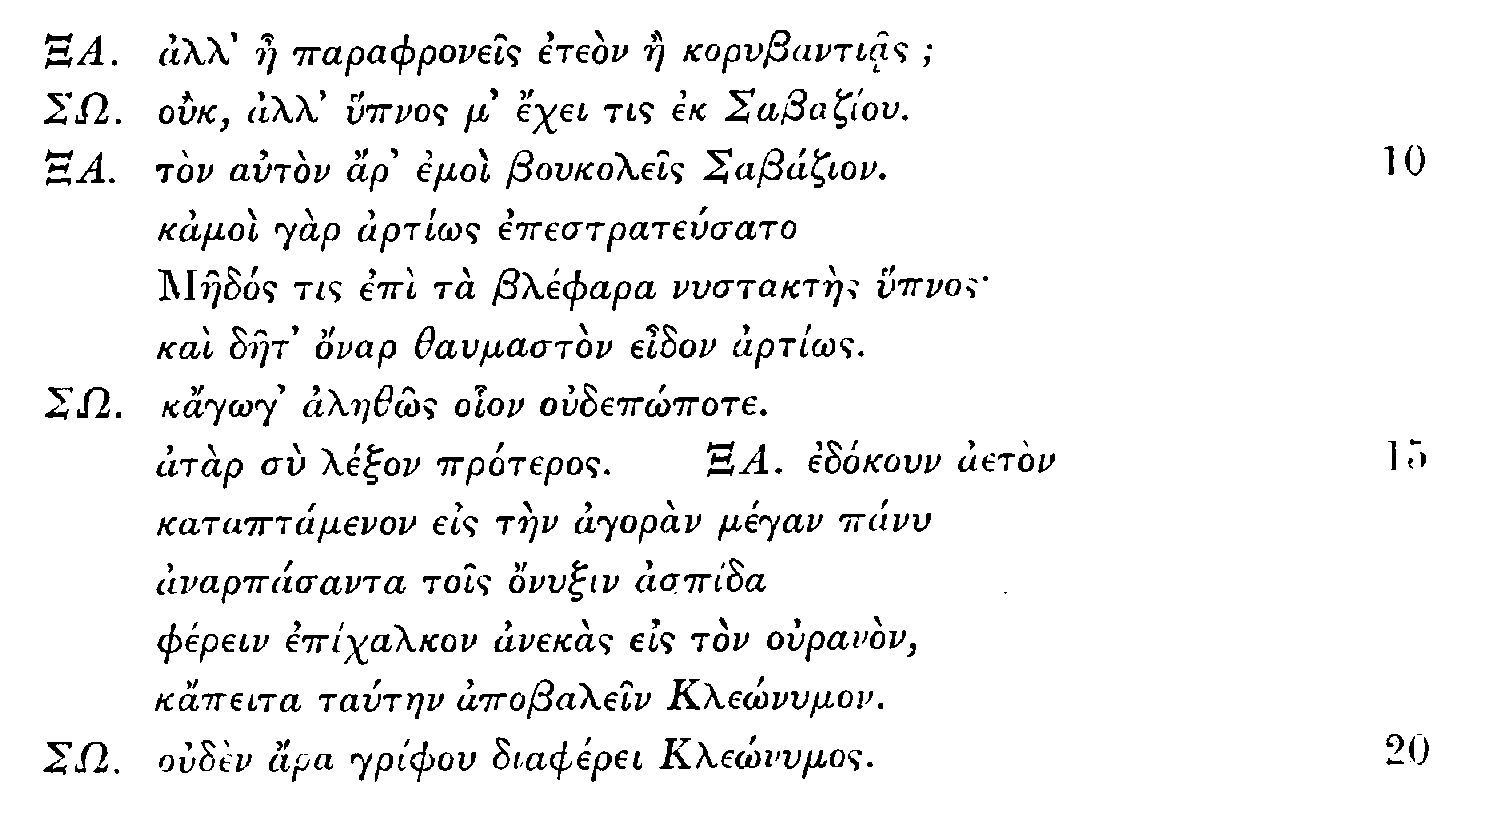 ΞΑ. ἀλλ’ ἦ παραφρονεῖς ἐτεὸν ἢ κορυβαντιᾷς ;
ΣΩ. οὔκ, ἀλλ’ ὕπνος μ’ ἔχει τις ἐκ Σαβαζίου.
ΞΑ. τὸν αὐτὸν ἄρ’ ἐμοὶ βουκολεῖς Σαβάζιον. 10
κἀμοὶ γὰρ ἀρτίως ἐπεστρατεύσατο
Μῆδός τις ἐπὶ τὰ βλέφαρα νυστακτὴς ὕπνος·
καὶ δῆτ’ ὄναρ θαυμαστὸν εἶδον ἀρτίως.
ΣΩ. κἄγωγ’ ἀληθῶς οἷον οὐδεπώποτε.
ἀτὰρ σὺ λέξον πρότερος. ΞΑ. ἐδόκουν ἀετὸν 15
καταπτάμενον εἰς τὴν ἀγορὰν μέγαν πάνυ
ἀναρπάσαντα τοῖς ὄνυξιν ἀσπίδα
φέρειν ἐπίχαλκον ἀνεκὰς εἰς τὸν οὐρανὸν,
κἄπειτα ταύτην ἀποβαλεῖν Κλεώνυμον.
ΣΩ. οὐδὲν ἄρα γρίφου διαφέρει Κλεώνυμος. 20